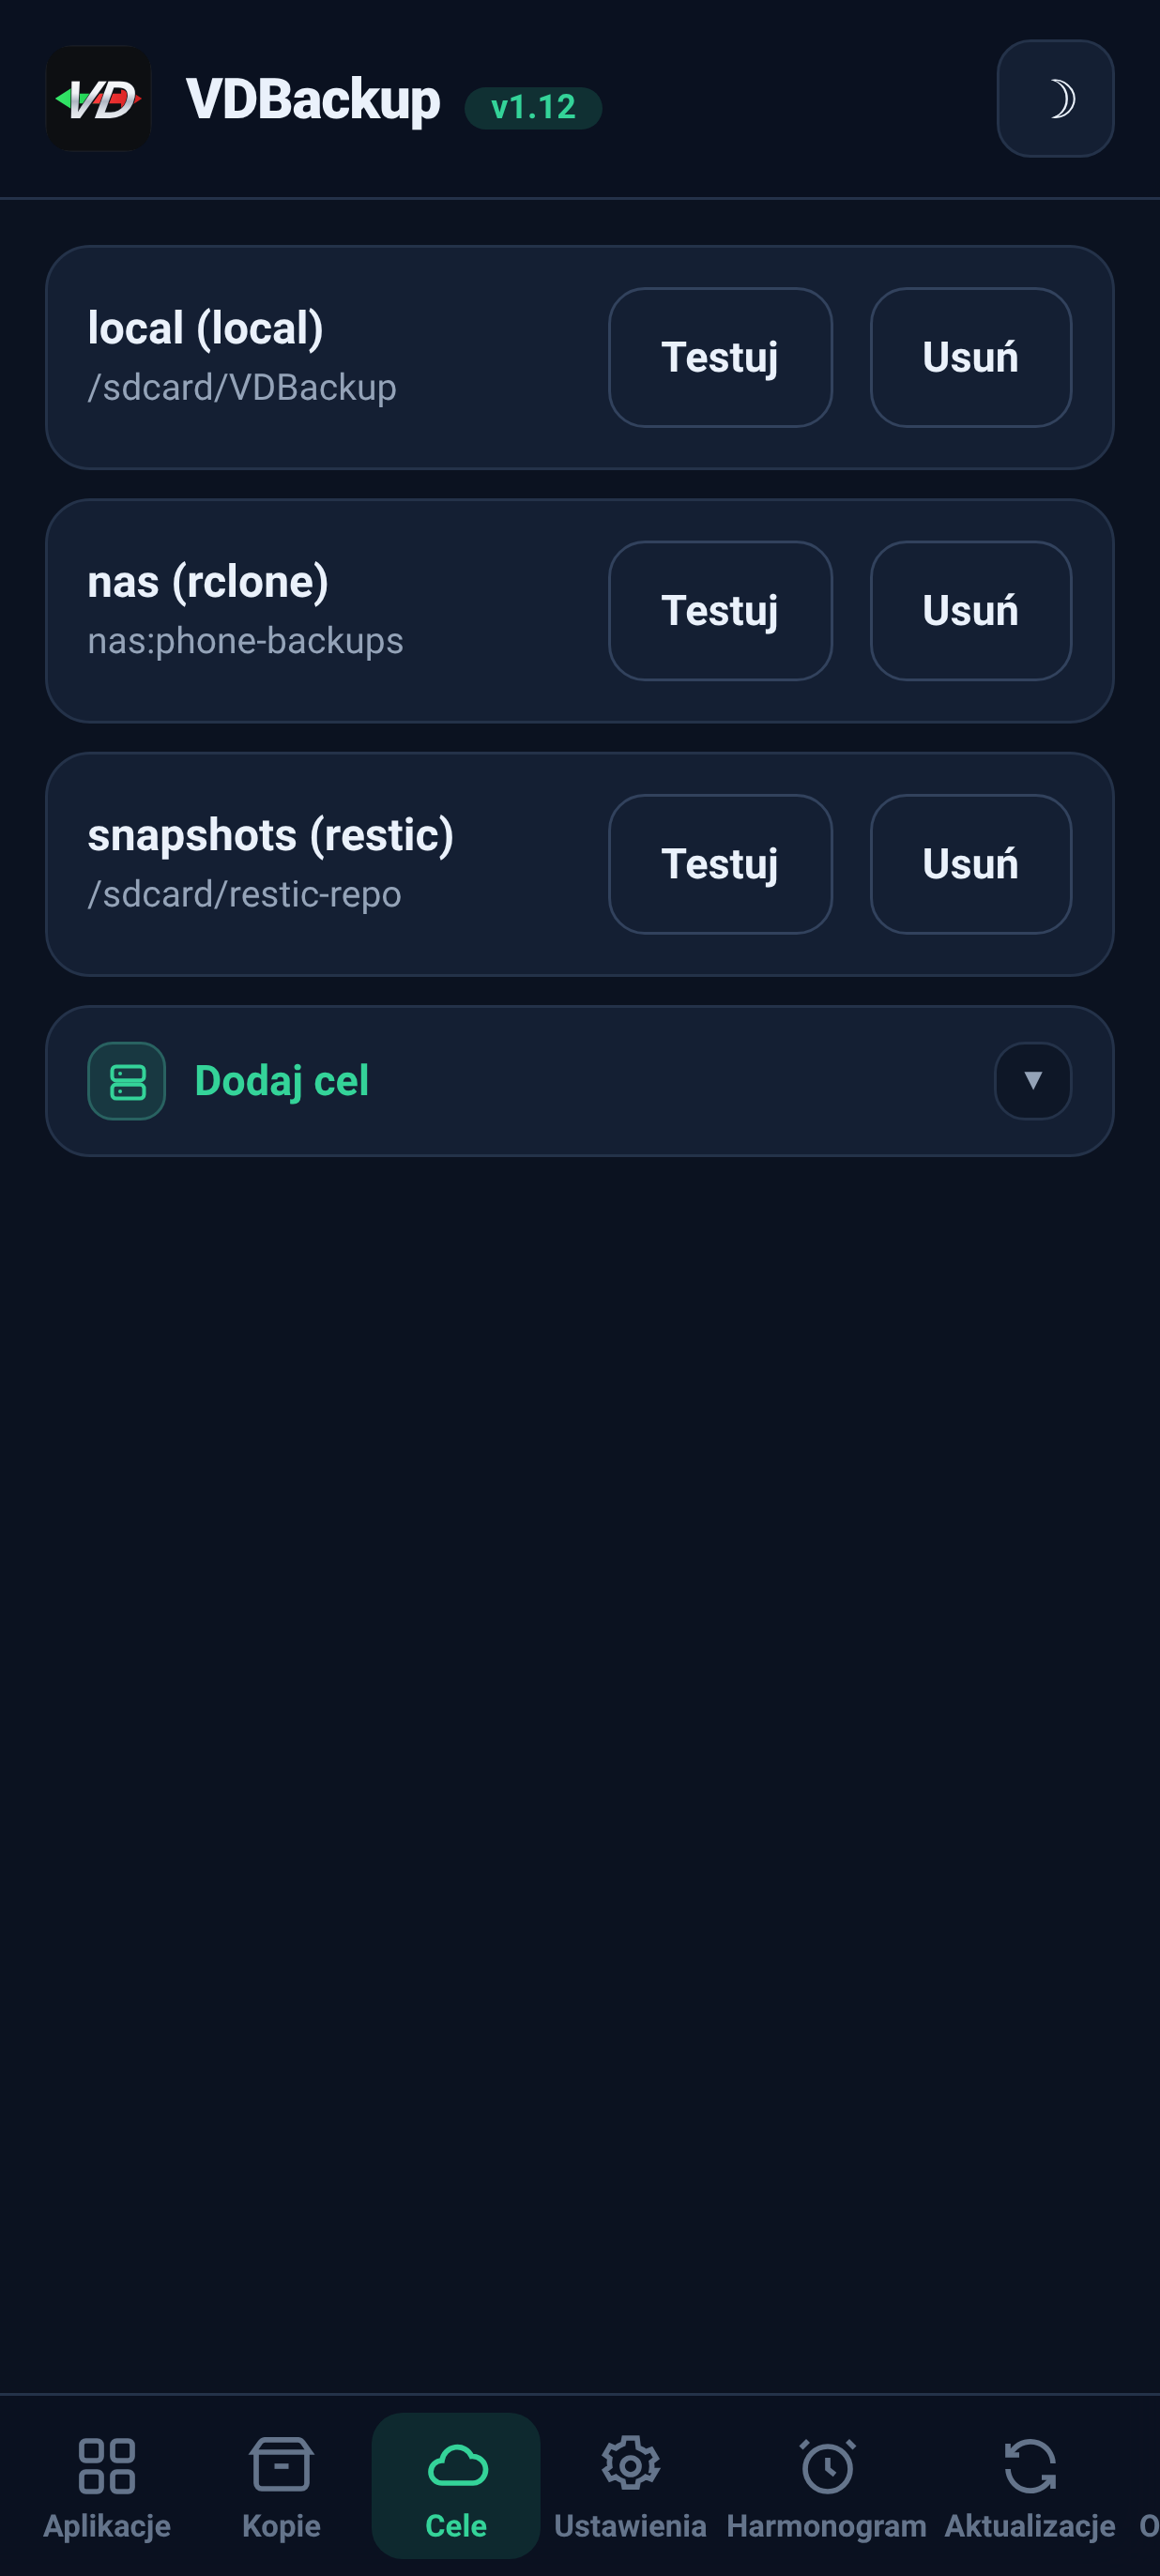 VD
VDBackup v1.12
local (local)
/sdcard/VDBackup
Testuj
Usuń
nas (rclone)
nas:phone-backups
Testuj
Usuń
snapshots (restic)
/sdcard/restic-repo
Testuj
Usuń
Dodaj cel
Aplikacje
Kopie
Cele
Ustawienia
Harmonogram
Aktualizacje